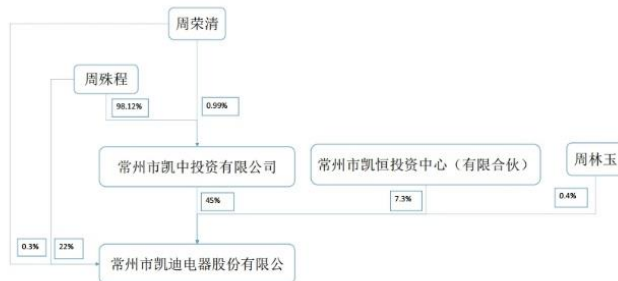 周荣清
周殊程
98.12%
0.99%
常州市凯中投资有限公司
常州市凯恒投资中心（有限合伙）
周林玉
45%
7.3%
0.4%
0.3%
22%
常州市凯迪电器股份有限公